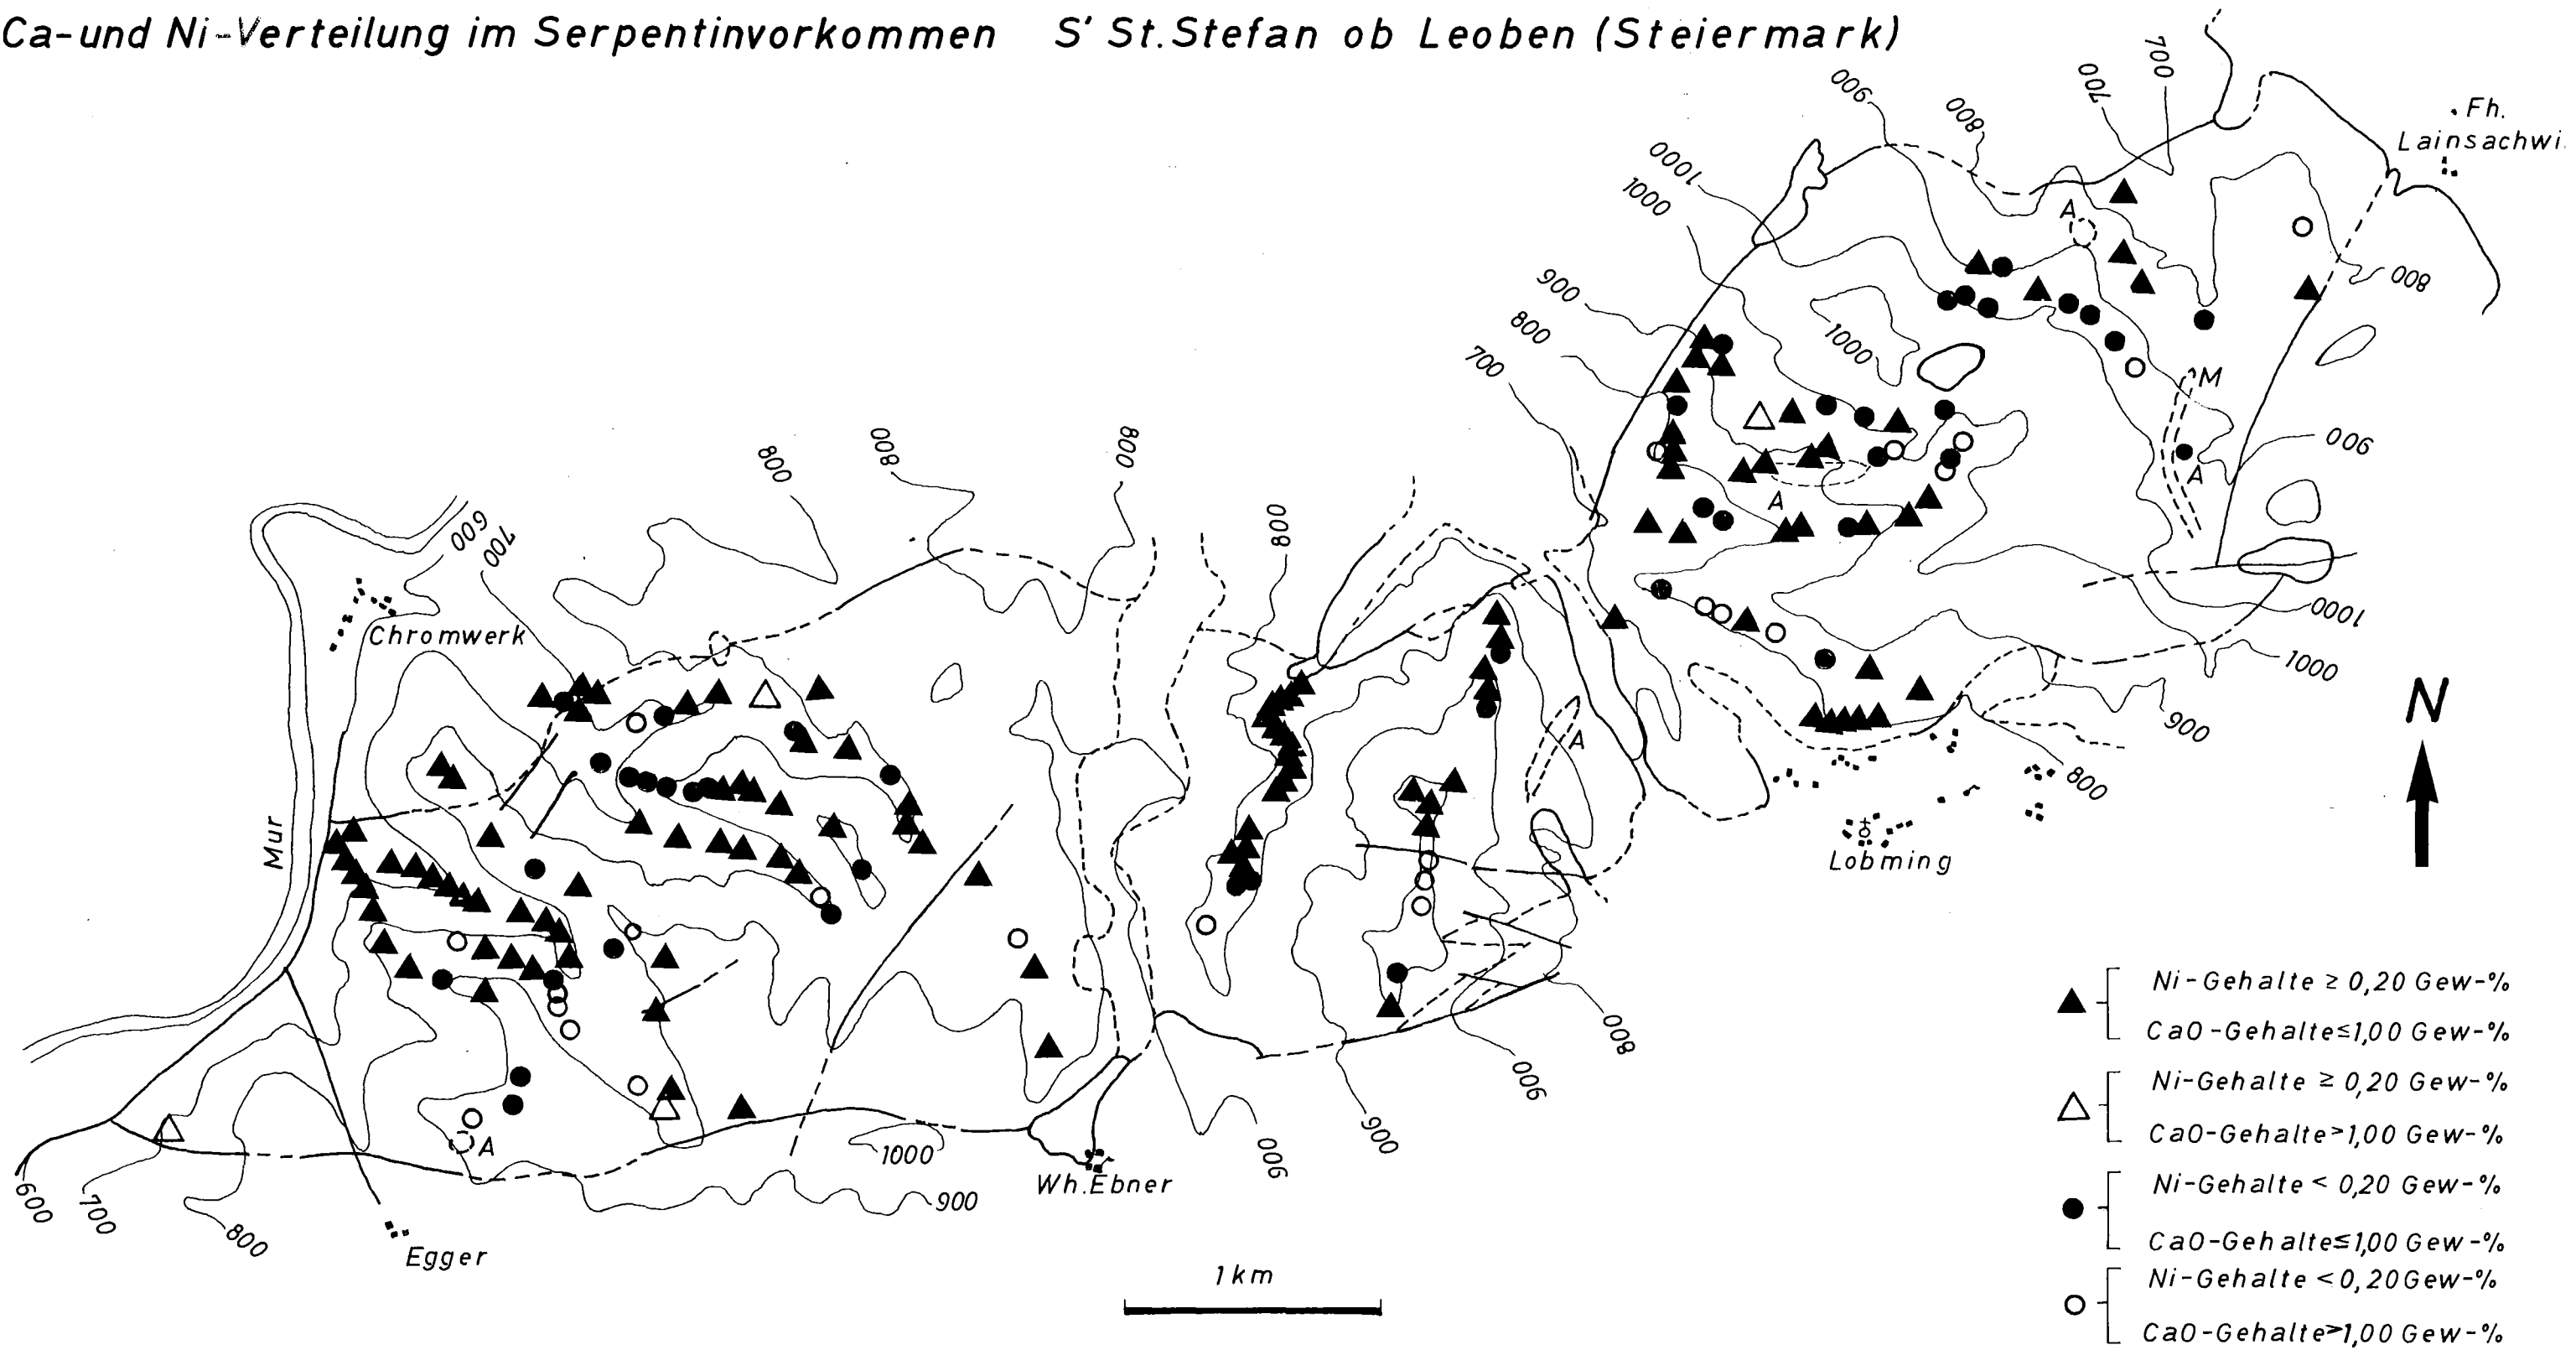 Ca-und Ni-Verteilung im Serpentinvorkommen S' St.Stefan ob Leoben (Steiermark)
700
700
900
800
Fh.
Lainsachwi.
1000
1000
A
800
900
1000
800
700
M
900
A
A
800
800
800
600
700
800
1000
Chromwerk
1000
N
900
A
800
Mur
Lobming
Ni-Gehalte ≥ 0,20 Gew-%
CaO-Gehalte≤1,00 Gew-%
800
900
Ni-Gehalte ≥ 0,20 Gew-%
CaO-Gehalte>1,00 Gew-%
900
900
A
1000
Wh.Ebner
600
700
800
900
Ni-Gehalte < 0,20 Gew-%
CaO-Gehalte≤1,00 Gew-%
Egger
1 km
Ni-Gehalte <0,20Gew-%
CaO-Gehalte>1,00 Gew-%